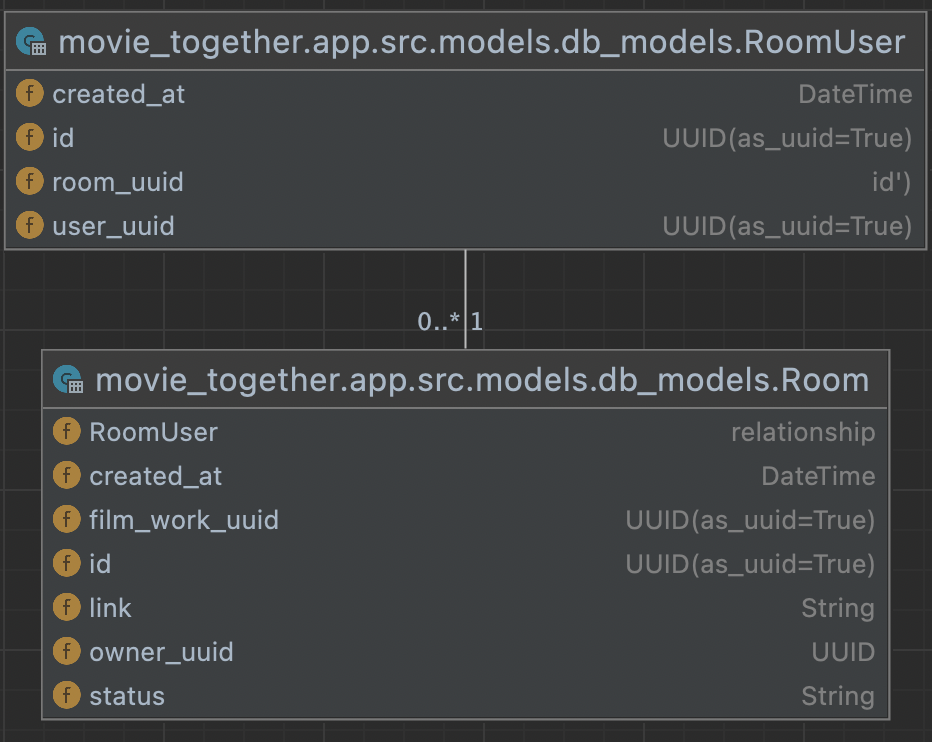 movie_together.app.src.models.db_models.RoomUser
created_at DateTime
id UUID(as_uuid=True)
room_uuid id')
user_uuid UUID(as_uuid=True)
0..* 1
movie_together.app.src.models.db_models.Room
RoomUser relationship
created_at DateTime
film_work_uuid UUID(as_uuid=True)
id UUID(as_uuid=True)
link String
owner_uuid UUID
status String